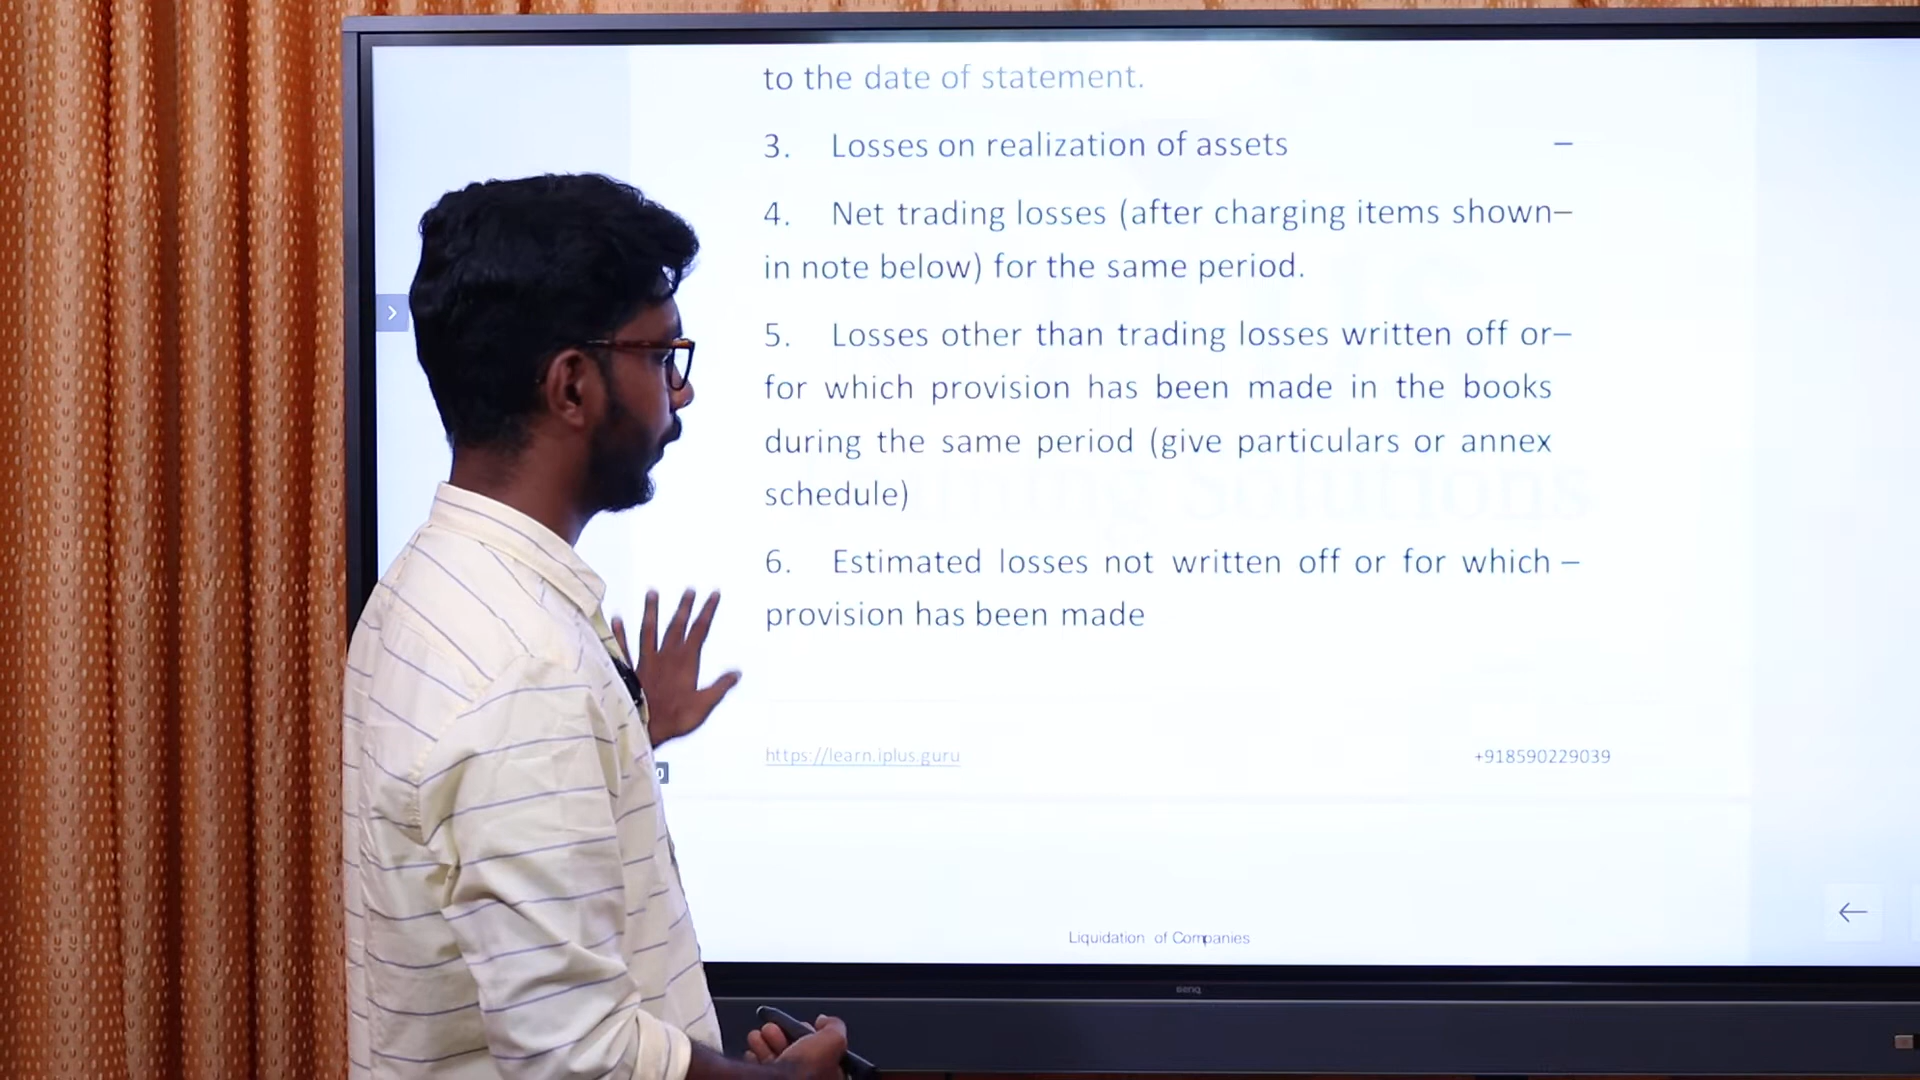 to the date of statement.
3. Losses on realization of assets –
4. Net trading losses (after charging items shown–
in note below) for the same period.
5. Losses other than trading losses written off or–
for which provision has been made in the books
during the same period (give particulars or annex
schedule)
6. Estimated losses not written off or for which –
provision has been made
https://learn.iplus.guru +918590229039
Liquidation of Companies
BenQ